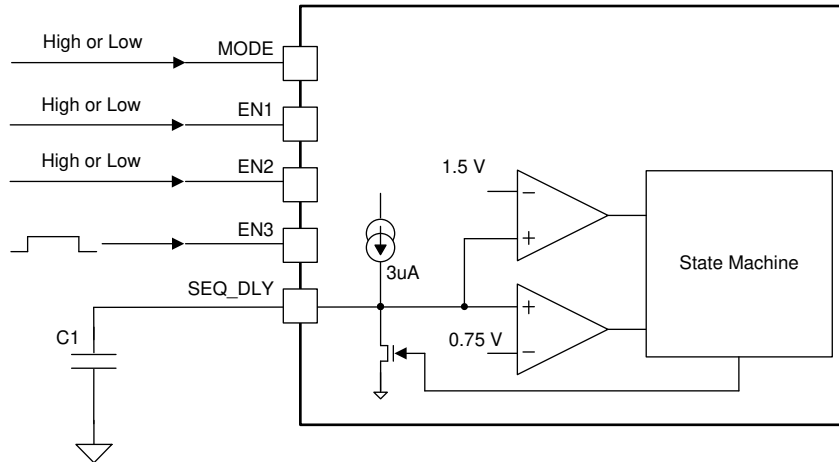 High or Low
MODE
High or Low
EN1
High or Low
EN2
EN3
SEQ_DLY
C1
3uA
1.5 V
−
+
+
0.75 V
−
State Machine